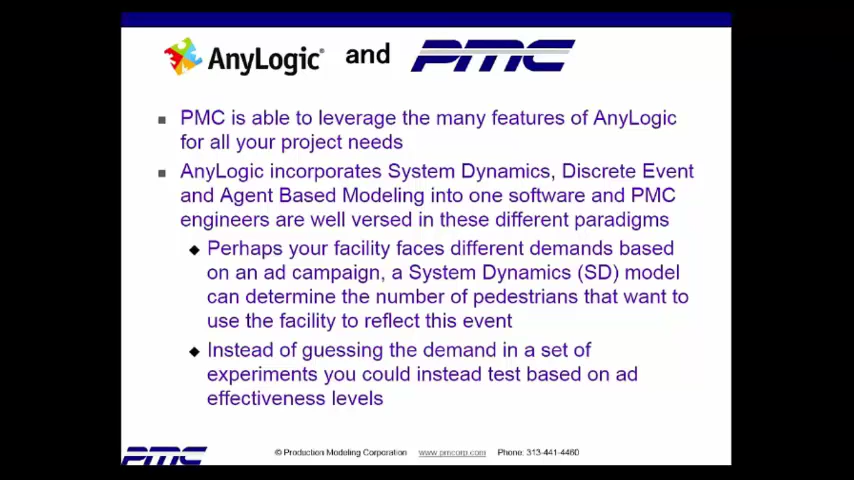 AnyLogic® and PMC
PMC is able to leverage the many features of AnyLogic
for all your project needs
AnyLogic incorporates System Dynamics, Discrete Event
and Agent Based Modeling into one software and PMC
engineers are well versed in these different paradigms
Perhaps your facility faces different demands based
on an ad campaign, a System Dynamics (SD) model
can determine the number of pedestrians that want to
use the facility to reflect this event
Instead of guessing the demand in a set of
experiments you could instead test based on ad
effectiveness levels
PMC © Production Modeling Corporation www.pmcorp.com Phone: 313-441-4460